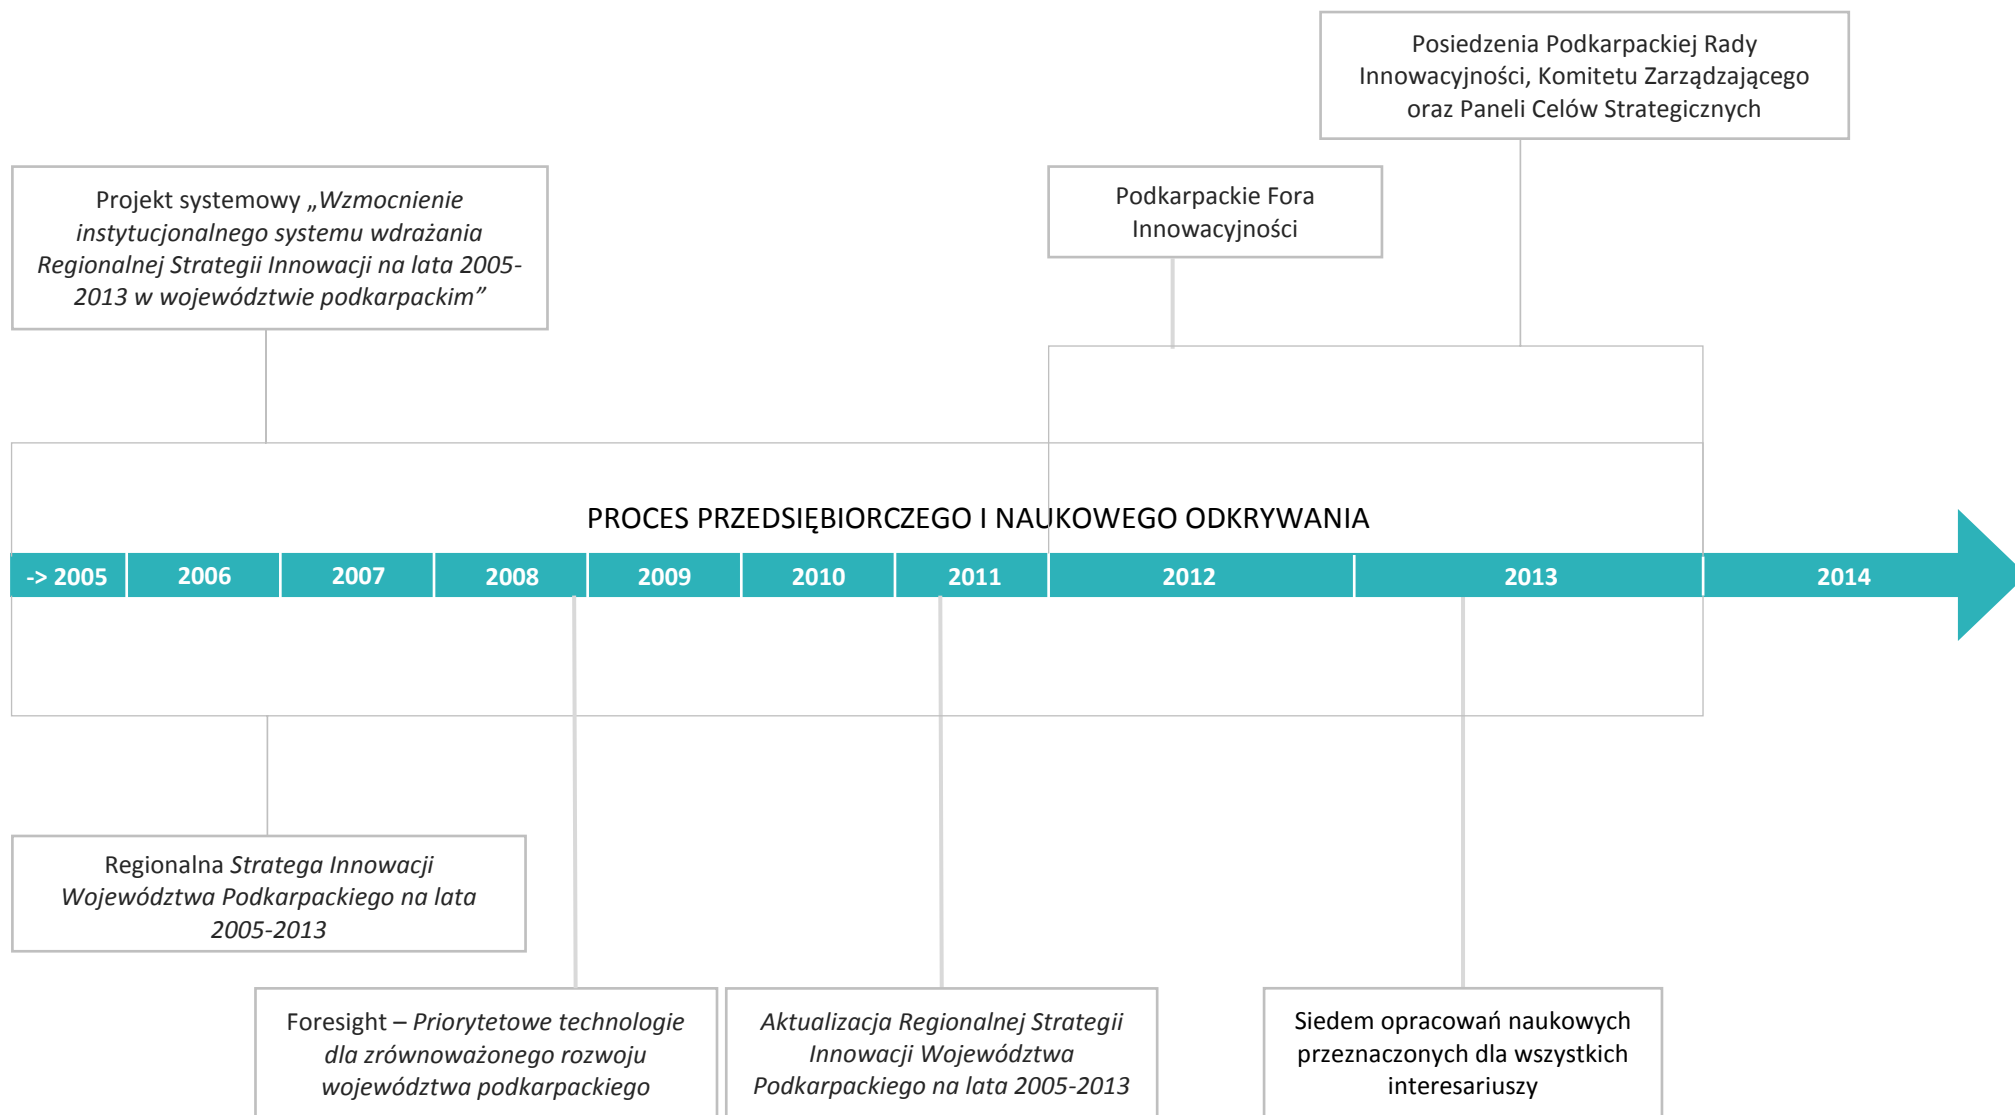 Posiedzenia Podkarpackiej Rady
Innowacyjności, Komitetu Zarządzającego
oraz Paneli Celów Strategicznych
Projekt systemowy „Wzmocnienie
instytucjonalnego systemu wdrażania
Regionalnej Strategii Innowacji na lata 2005-
2013 w województwie podkarpackim”
Podkarpackie Fora
Innowacyjności
PROCES PRZEDSIĘBIORCZEGO I NAUKOWEGO ODKRYWANIA
-> 2005 2006 2007 2008 2009 2010 2011 2012 2013 2014
Regionalna Stratega Innowacji
Województwa Podkarpackiego na lata
2005-2013
Foresight – Priorytetowe technologie
dla zrównoważonego rozwoju
województwa podkarpackiego
Aktualizacja Regionalnej Strategii
Innowacji Województwa
Podkarpackiego na lata 2005-2013
Siedem opracowań naukowych
przeznaczonych dla wszystkich
interesariuszy